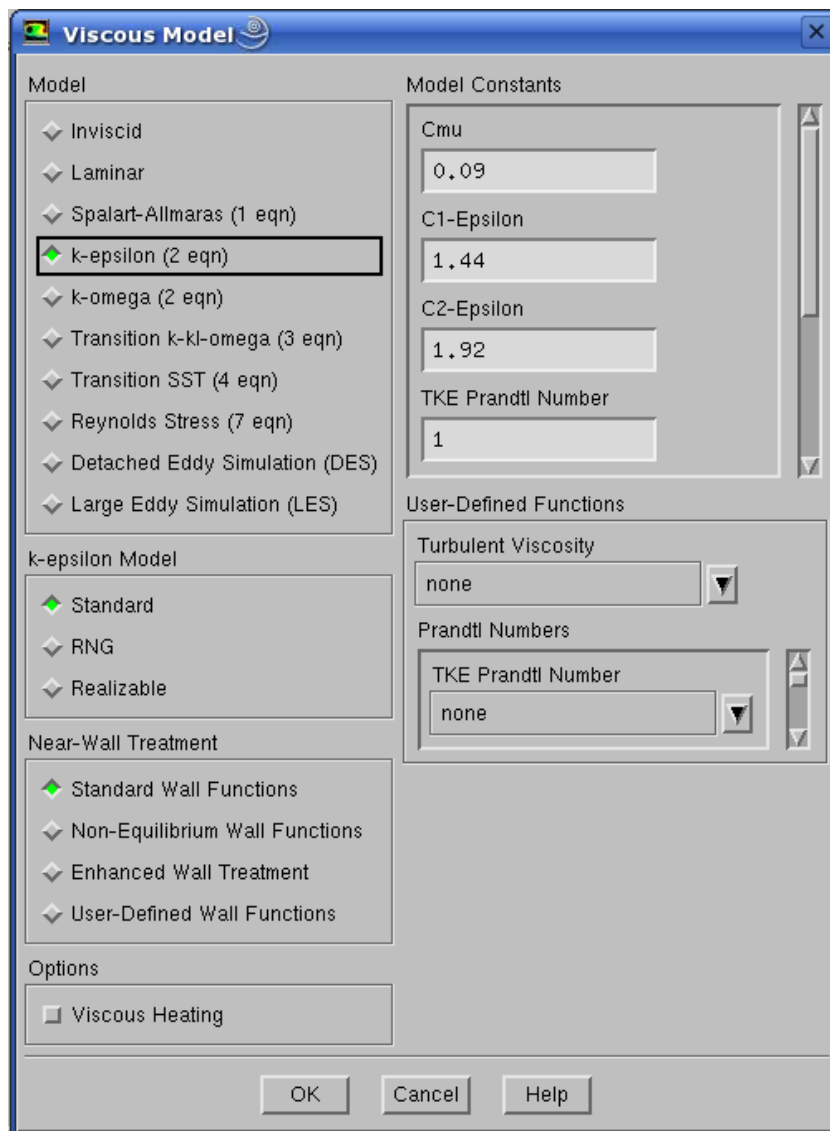 Viscous Model
Model
Inviscid
Laminar
Spalart-Allmaras (1 eqn)
k-epsilon (2 eqn)
k-omega (2 eqn)
Transition k-kl-omega (3 eqn)
Transition SST (4 eqn)
Reynolds Stress (7 eqn)
Detached Eddy Simulation (DES)
Large Eddy Simulation (LES)
k-epsilon Model
Standard
RNG
Realizable
Near-Wall Treatment
Standard Wall Functions
Non-Equilibrium Wall Functions
Enhanced Wall Treatment
User-Defined Wall Functions
Options
Viscous Heating
Model Constants
Cmu
0.09
C1-Epsilon
1.44
C2-Epsilon
1.92
TKE Prandtl Number
1
User-Defined Functions
Turbulent Viscosity
none
Prandtl Numbers
TKE Prandtl Number
none
OK
Cancel
Help